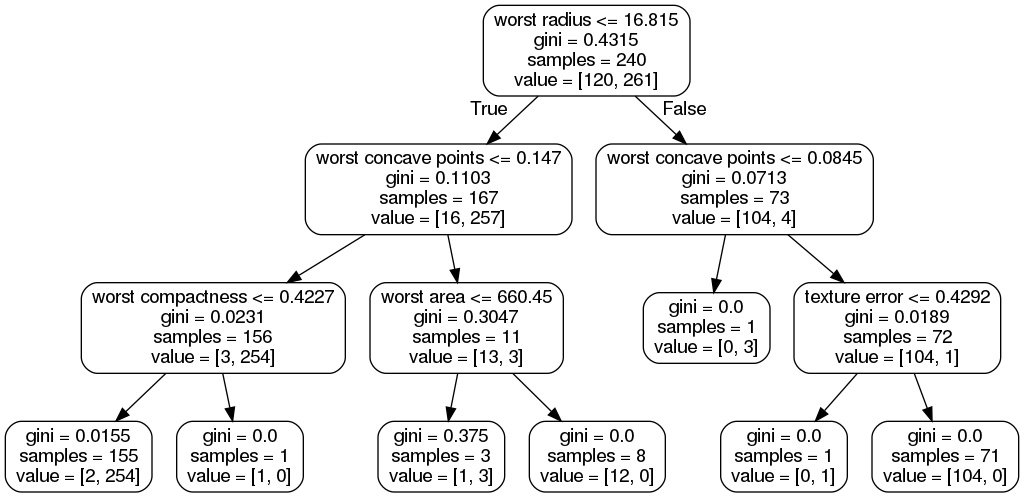 worst radius <= 16.815
gini = 0.4315
samples = 240
value = [120, 261]
True
False
worst concave points <= 0.147
gini = 0.1103
samples = 167
value = [16, 257]
worst concave points <= 0.0845
gini = 0.0713
samples = 73
value = [104, 4]
worst compactness <= 0.4227
gini = 0.0231
samples = 156
value = [3, 254]
worst area <= 660.45
gini = 0.3047
samples = 11
value = [13, 3]
gini = 0.0
samples = 1
value = [0, 3]
texture error <= 0.4292
gini = 0.0189
samples = 72
value = [104, 1]
gini = 0.0155
samples = 155
value = [2, 254]
gini = 0.0
samples = 1
value = [1, 0]
gini = 0.375
samples = 3
value = [1, 3]
gini = 0.0
samples = 8
value = [12, 0]
gini = 0.0
samples = 1
value = [0, 1]
gini = 0.0
samples = 71
value = [104, 0]